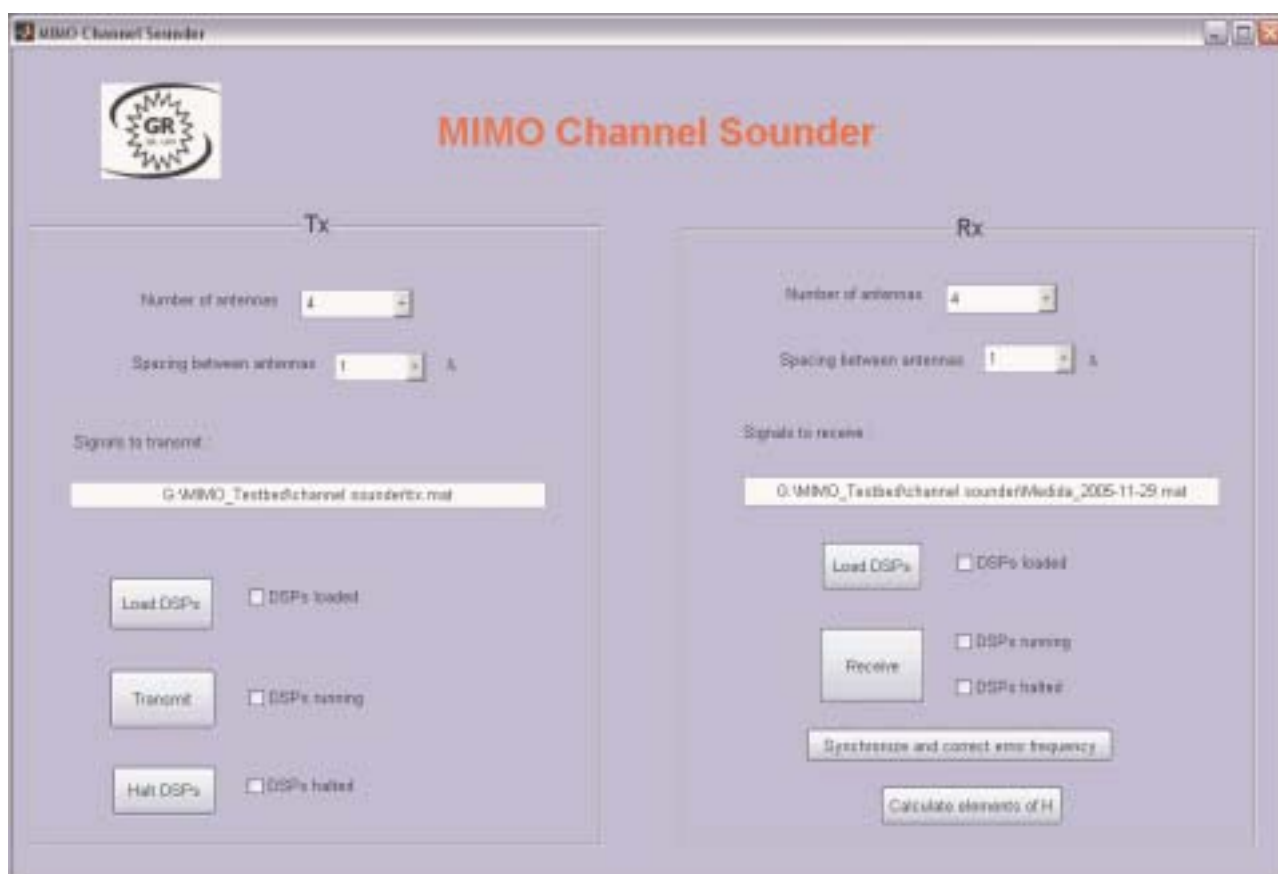 MIMO Channel Sounder
GR
MIMO Channel Sounder
Tx
Number of antennas 4
Spacing between antennas 1 λ
Signals to transmit:
G:\MIMO_Testbed\channel sounder\tx.mat
Load DSPs DSPs loaded
Transmit DSPs running
Halt DSPs DSPs halted
Rx
Number of antennas 4
Spacing between antennas 1 λ
Signals to receive
G:\MIMO_Testbed\channel sounder\Medida_2005-11-29.mat
Load DSPs DSPs loaded
Receive DSPs running
DSPs halted
Synchronize and correct error frequency
Calculate elements of H